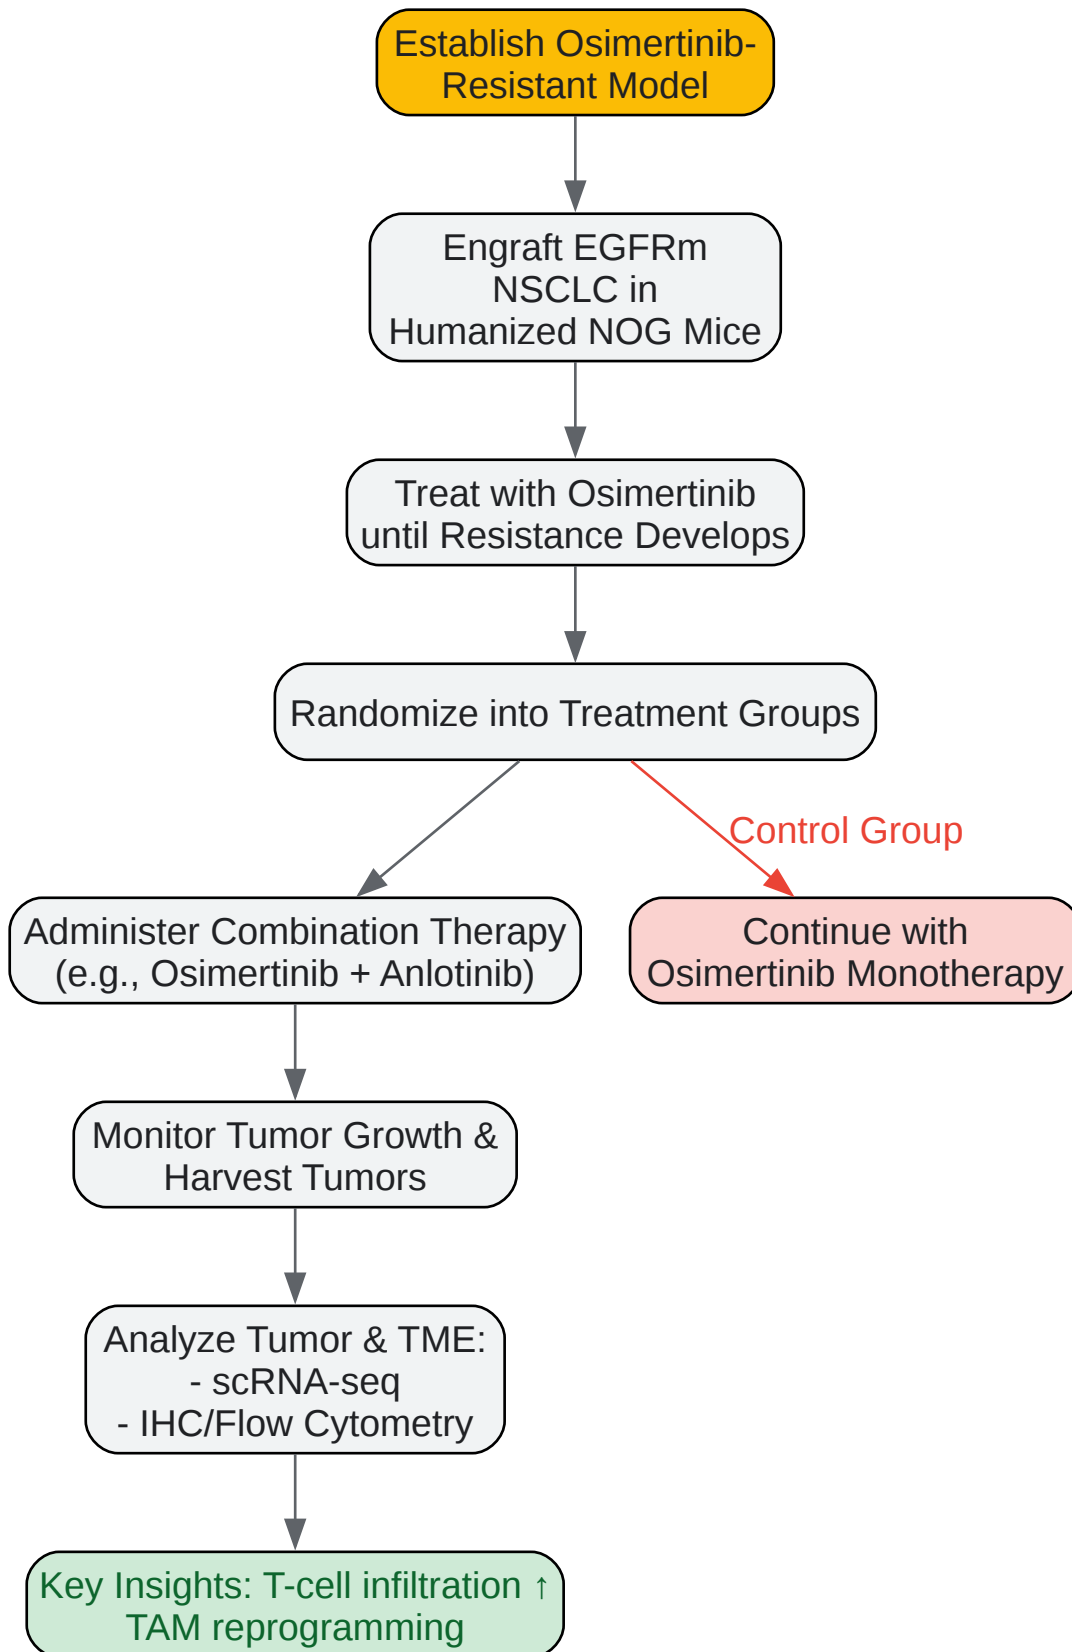 Establish Osimertinib-
Resistant Model
Engraft EGFRm
NSCLC in
Humanized NOG Mice
Treat with Osimertinib
until Resistance Develops
Randomize into Treatment Groups
Control Group
Administer Combination Therapy
(e.g., Osimertinib + Anlotinib)
Continue with
Osimertinib Monotherapy
Monitor Tumor Growth &
Harvest Tumors
Analyze Tumor & TME:
- scRNA-seq
- IHC/Flow Cytometry
Key Insights: T-cell infiltration ↑
TAM reprogramming